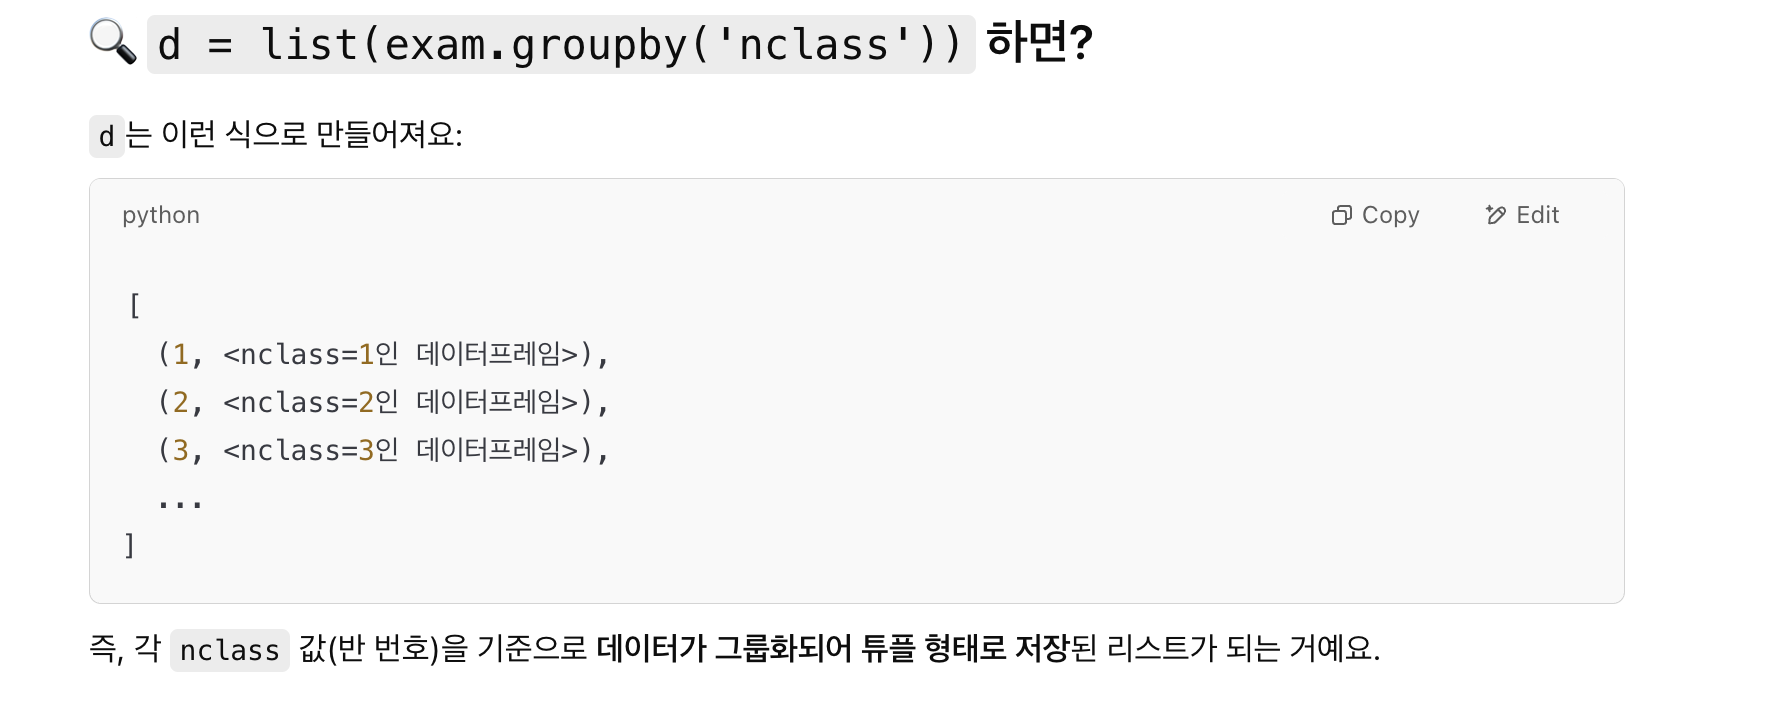 d = list(exam.groupby('nclass')) 하면?
d는 이런 식으로 만들어져요:
python Copy Edit
[
(1, <nclass=1인 데이터프레임>),
(2, <nclass=2인 데이터프레임>),
(3, <nclass=3인 데이터프레임>),
...
]
즉, 각 nclass 값(반 번호)을 기준으로 데이터가 그룹화되어 튜플 형태로 저장된 리스트가 되는 거예요.